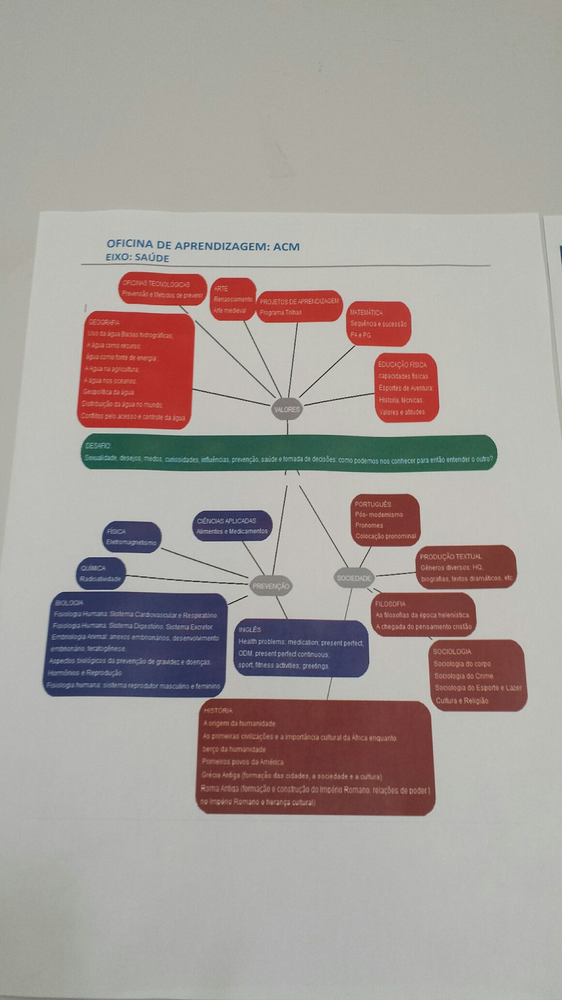 OFICINA DE APRENDIZAGEM: ACM
EIXO: SAÚDE
OFICINAS TECNOLÓGICAS
Prevensão e Métodos de prevenir
ARTE
Renasciamento
Arte medieval
PROJETOS DE APRENDIZAGEM
Programa Trilhas
MATEMÁTICA
Sequência e sucessão
PA e PG
GEOGRAFIA
Uso da água Bacias hidrográficas;
A água como recurso;
água como fonte de energia ;
A Agua na agricultura;
A água nos oceanos.
Geopolítica da água.
Distribuição da água no mundo;
Conflitos pelo acesso e controle da água
EDUCAÇÃO FÍSICA
capacidades físicas
Esportes de Aventura:
Historia, técnicas.
Valores e atitudes
VALORES
DESAFIO:
Sexualidade, desejos, medos, curiosidades, influências, prevenção, saúde e tomada de decisões: como podemos nos conhecer para então entender o outro?
FÍSICA
Eletromagnetismo
CIÊNCIAS APLICADAS
Alimentos e Medicamentos
QUÍMICA
Radioatividade
PREVENÇÃO
BIOLOGIA
Fisiologia Humana: Sistema Cardiovascular e Respiratório.
Fisiologia Humana: Sistema Digestório, Sistema Excretor.
Embriologia Animal: anexos embrionários, desenvolvimento
embrionário, teratogênese.
Aspectos biológicos da prevenção de gravidez e doenças.
Hormônios e Reprodução
Fisiologia humana: sistema reprodutor masculino e feminino
INGLÊS
Health problems; medication; present perfect;
ODM, present perfect continuous;
sport, fitness activities; greetings.
PORTUGUÊS
Pós- modernismo
Pronomes
Colocação pronominal
SOCIEDADE
PRODUÇÃO TEXTUAL
Gêneros diversos: HQ,
biografias, textos dramáticos, etc
FILOSOFIA
As filosofias da época helenística.
A chegada do pensamento cristão
SOCIOLOGIA
Sociologia do corpo
Sociologia do Crime
Sociologia do Esporte e Lazer
Cultura e Religião
HISTÓRIA
A origem da humanidade
As primeiras civilizações e a importância cultural da África enquanto
berço da humanidade
Primeiros povos da América
Grécia Antiga (formação das cidades, a sociedade e a cultura)
Roma Antiga (formação e construção do Império Romano, relações de poder l
no Império Romano e herança cultural)